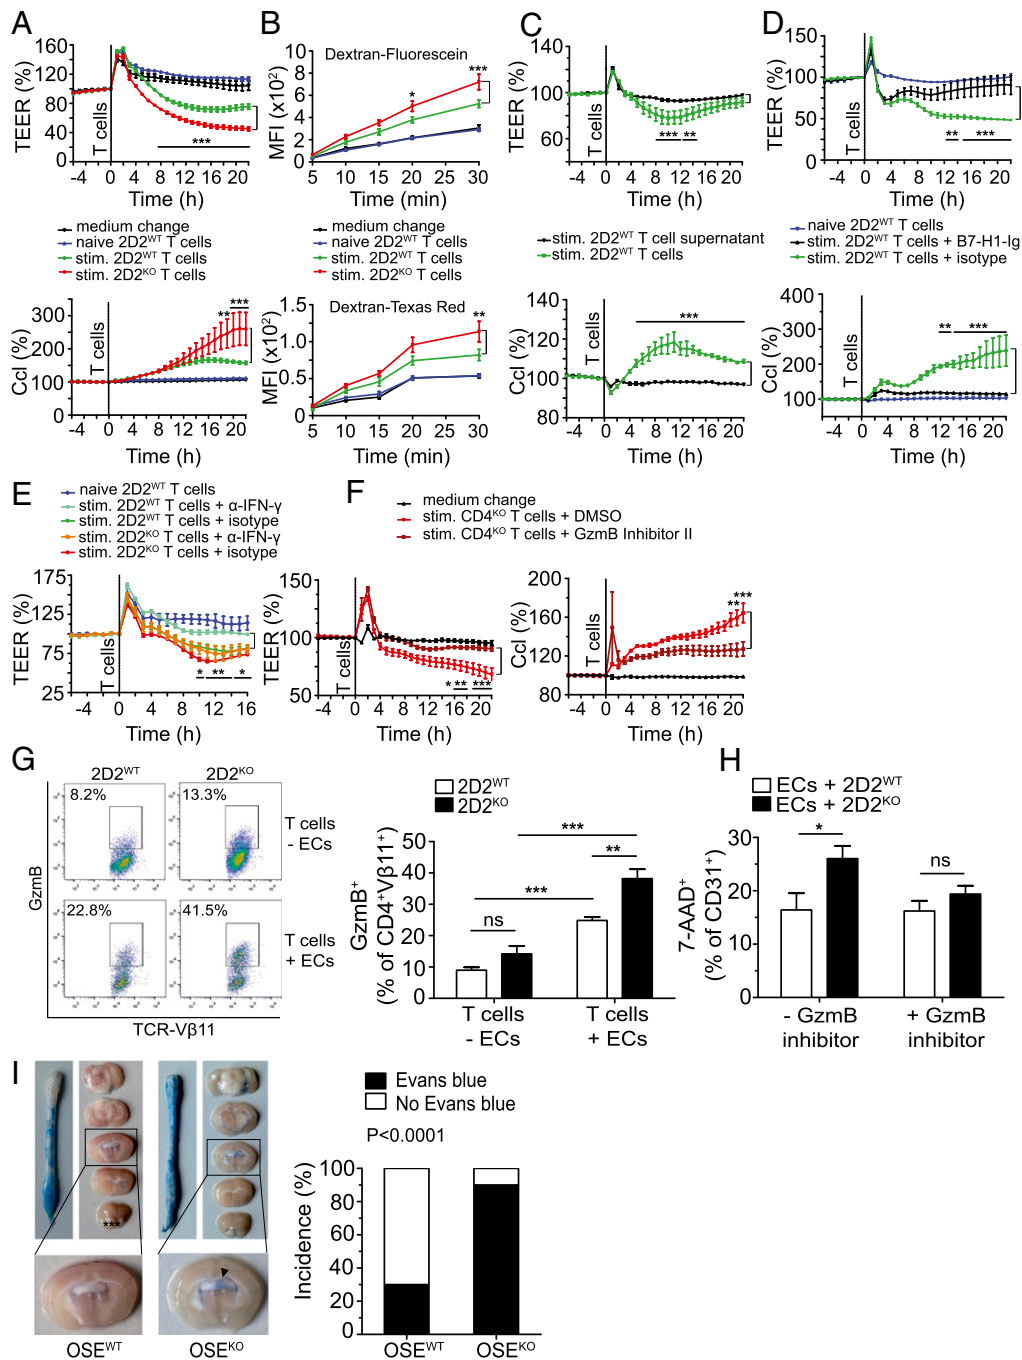 A
TEER (%)
160
120
80
40
0
T cells
***
-4 0 4 8 12 16 20
Time (h)
medium change
naive 2D2WT T cells
stim. 2D2WT T cells
stim. 2D2KO T cells
Ccl (%)
300
200
100
0
T cells
**
***
-4 0 4 8 12 16 20
Time (h)
B
Dextran-Fluorescein
MFI (x10²)
10
8
6
4
2
0
*
***
5 10 15 20 30
Time (min)
medium change
naive 2D2WT T cells
stim. 2D2WT T cells
stim. 2D2KO T cells
Dextran-Texas Red
MFI (x10²)
1.5
1.0
0.5
0
**
5 10 15 20 30
Time (min)
C
TEER (%)
140
120
100
80
60
T cells
*** **
-4 0 4 8 12 16 20
Time (h)
stim. 2D2WT T cell supernatant
stim. 2D2WT T cells
Ccl (%)
140
120
100
80
T cells
***
-4 0 4 8 12 16 20
Time (h)
D
TEER (%)
150
100
50
0
T cells
** ***
-4 0 4 8 12 16 20
Time (h)
naive 2D2WT T cells
stim. 2D2WT T cells + B7-H1-Ig
stim. 2D2WT T cells + isotype
Ccl (%)
400
300
200
100
T cells
** ***
-4 0 4 8 12 16 20
Time (h)
E
naive 2D2WT T cells
stim. 2D2WT T cells + α-IFN-γ
stim. 2D2WT T cells + isotype
stim. 2D2KO T cells + α-IFN-γ
stim. 2D2KO T cells + isotype
TEER (%)
175
125
75
25
T cells
* ** *
-4 0 4 8 12 16
Time (h)
F
medium change
stim. CD4KO T cells + DMSO
stim. CD4KO T cells + GzmB Inhibitor II
TEER (%)
150
100
50
T cells
* ** ***
-4 0 4 8 12 16 20
Time (h)
Ccl (%)
200
160
120
80
T cells
** ***
-4 0 4 8 12 16 20
Time (h)
G
2D2WT 2D2KO
8.2% 13.3%
T cells
- ECs
22.8% 41.5%
T cells
+ ECs
GzmB
TCR-Vβ11
2D2WT
2D2KO
GzmB⁺
(% of CD4⁺Vβ11⁺)
50
40
30
20
10
0
***
**
***
ns
T cells
- ECs
T cells
+ ECs
H
ECs + 2D2WT
ECs + 2D2KO
7-AAD⁺
(% of CD31⁺)
30
20
10
0
*
ns
- GzmB
inhibitor
+ GzmB
inhibitor
I
***
OSEWT OSEKO
Evans blue
No Evans blue
P<0.0001
Incidence (%)
100
80
60
40
20
0
OSEWT OSEKO